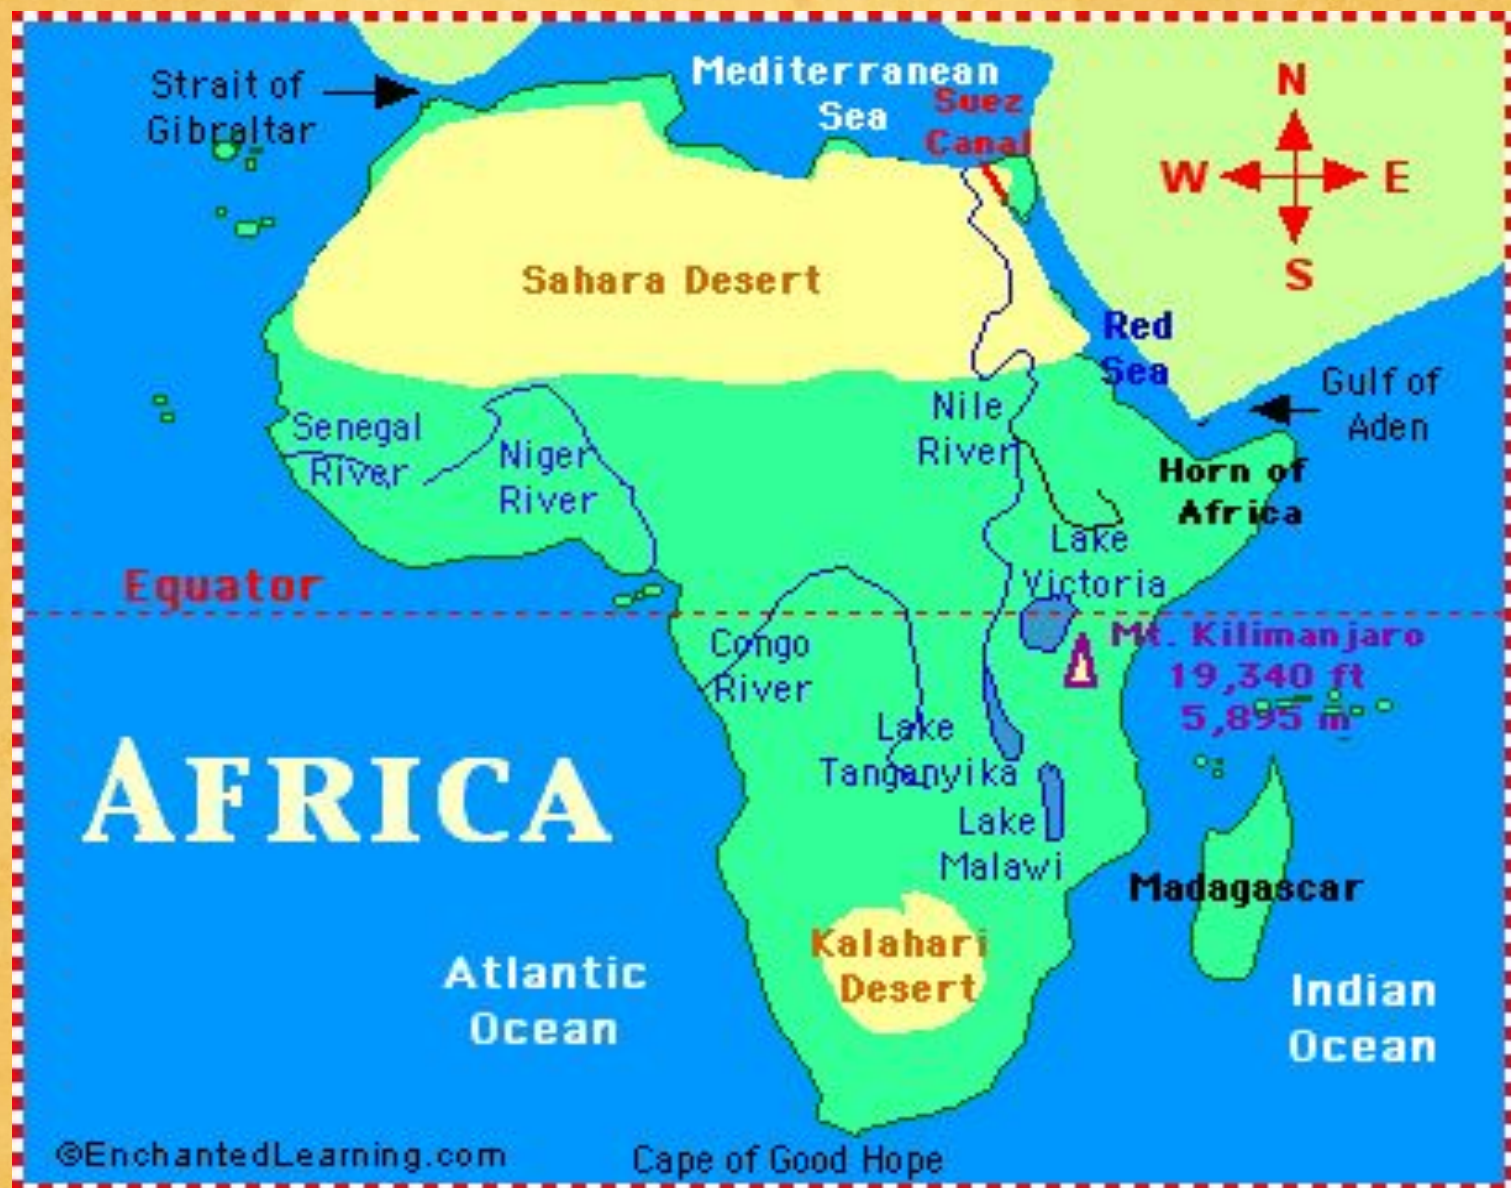 Strait of
Gibraltar
Mediterranean
Sea
Suez
Canal
N
W
E
S
Sahara Desert
Red
Sea
Gulf of
Aden
Nile
River
Senegal
River
Niger
River
Horn of
Africa
Lake
Victoria
Equator
Mt. Kilimanjaro
19,340 ft
5,895 m
Congo
River
Lake
Tanganyika
AFRICA
Lake
Malawi
Madagascar
Kalahari
Desert
Atlantic
Ocean
Indian
Ocean
©EnchantedLearning.com
Cape of Good Hope